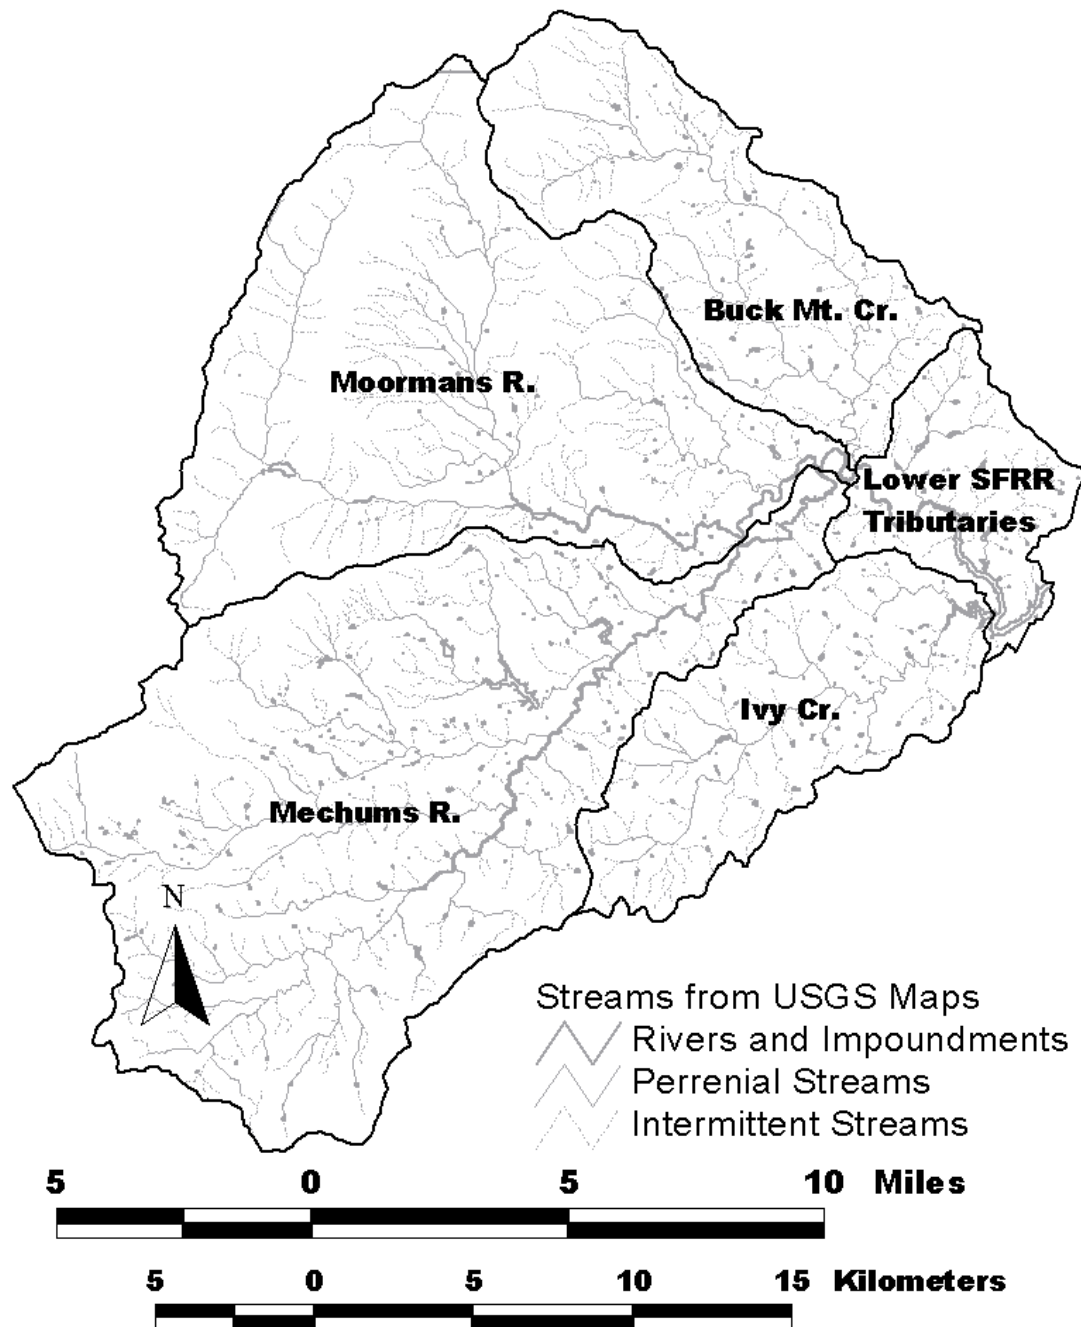 Buck Mt. Cr.
Moormans R.
Lower SFRR
Tributaries
Ivy Cr.
Mechums R.
N
Streams from USGS Maps
Rivers and Impoundments
Perrenial Streams
Intermittent Streams
5 0 5 10 Miles
5 0 5 10 15 Kilometers